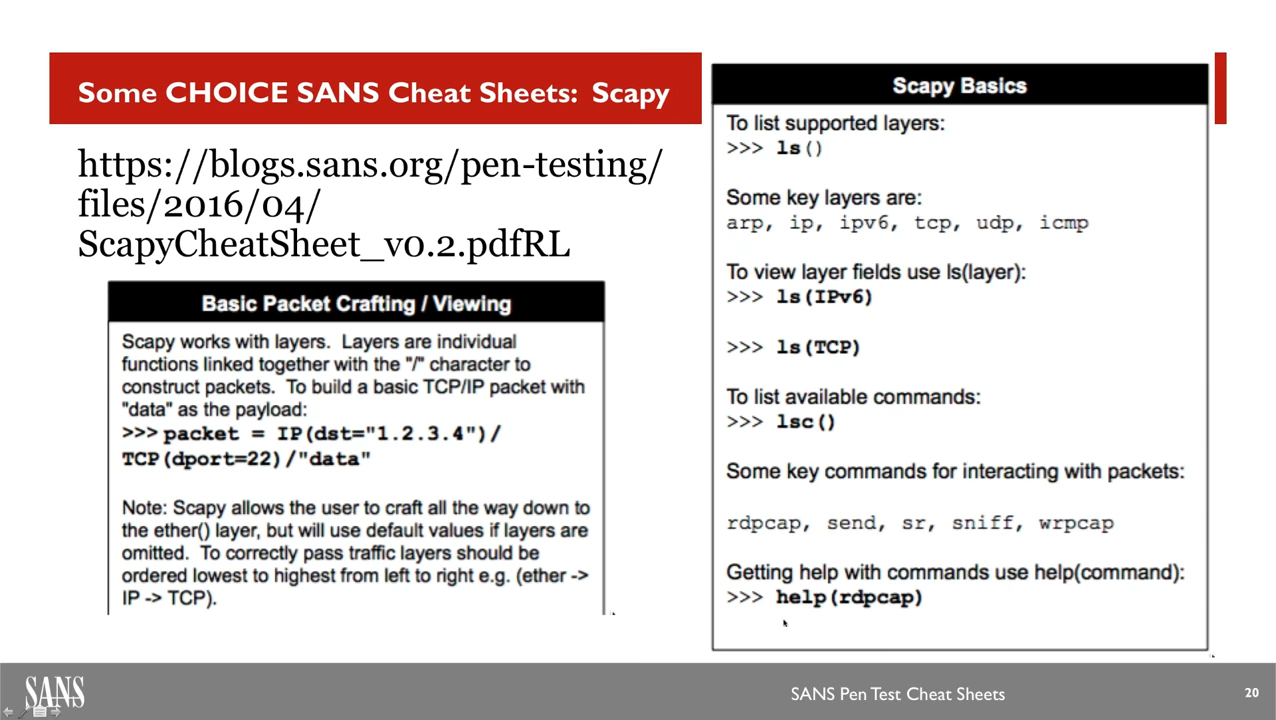 Some CHOICE SANS Cheat Sheets: Scapy
https://blogs.sans.org/pen-testing/
files/2016/04/
ScapyCheatSheet_v0.2.pdfRL
Basic Packet Crafting / Viewing
Scapy works with layers. Layers are individual
functions linked together with the "/" character to
construct packets. To build a basic TCP/IP packet with
"data" as the payload:
>>> packet = IP(dst="1.2.3.4")/
TCP(dport=22)/"data"
Note: Scapy allows the user to craft all the way down to
the ether() layer, but will use default values if layers are
omitted. To correctly pass traffic layers should be
ordered lowest to highest from left to right e.g. (ether ->
IP -> TCP).
Scapy Basics
To list supported layers:
>>> ls()
Some key layers are:
arp, ip, ipv6, tcp, udp, icmp
To view layer fields use ls(layer):
>>> ls(IPv6)
>>> ls(TCP)
To list available commands:
>>> lsc()
Some key commands for interacting with packets:
rdpcap, send, sr, sniff, wrpcap
Getting help with commands use help(command):
>>> help(rdpcap)
SANS
SANS Pen Test Cheat Sheets
20